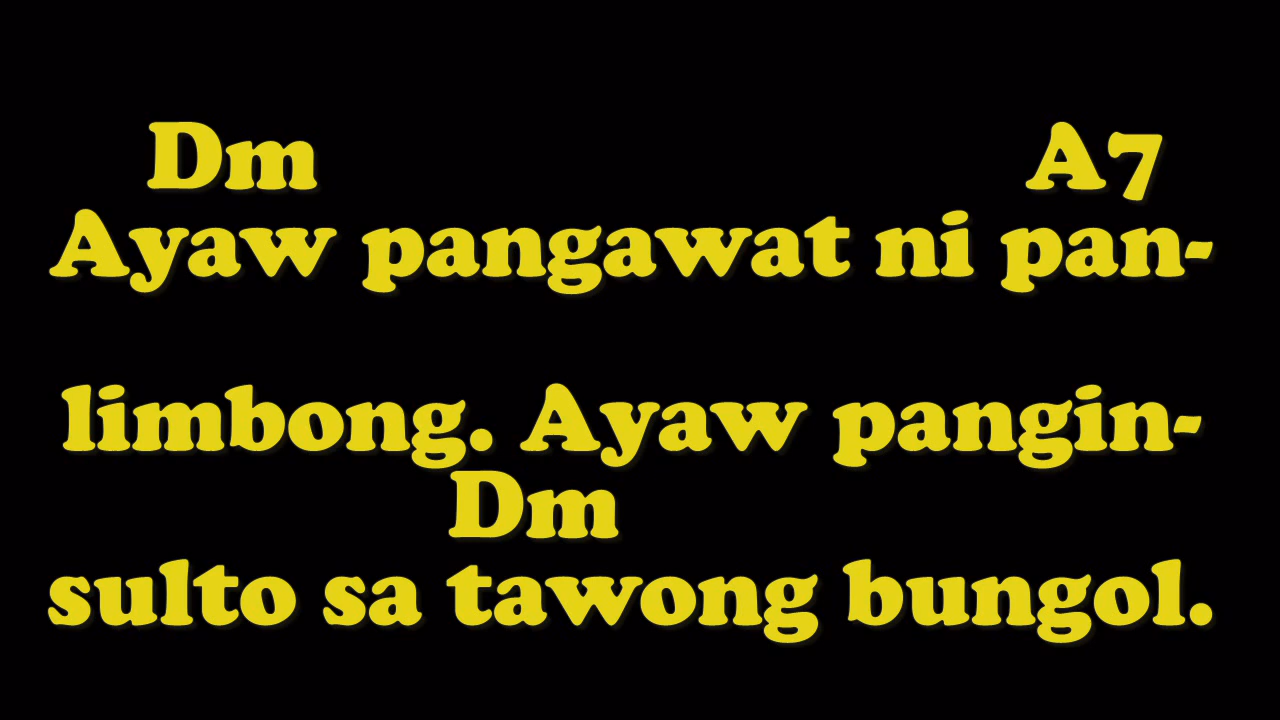 Dm A7
Ayaw pangawat ni pan-
limbong. Ayaw pangin-
Dm
sulto sa tawong bungol.